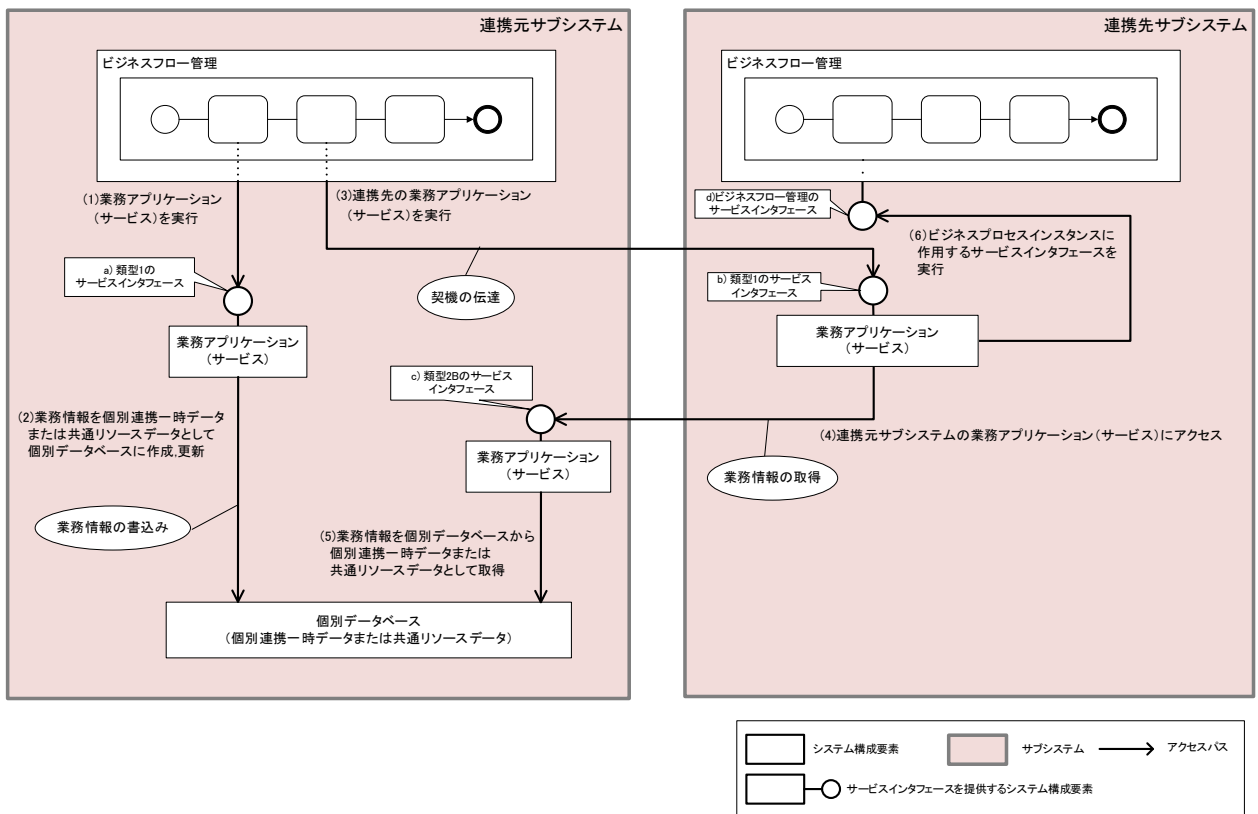 連携元サブシステム
ビジネスフロー管理
(1)業務アプリケーション
(サービス)を実行
(3)連携先の業務アプリケーション
(サービス)を実行
a) 類型1の
サービスインタフェース
契機の伝達
業務アプリケーション
(サービス)
c) 類型2Bのサービス
インタフェース
(2)業務情報を個別連携一時データ
または共通リソースデータとして
個別データベースに作成,更新
業務アプリケーション
(サービス)
業務情報の書込み
(5)業務情報を個別データベースから
個別連携一時データまたは
共通リソースデータとして取得
個別データベース
(個別連携一時データまたは共通リソースデータ)
連携先サブシステム
ビジネスフロー管理
d)ビジネスフロー管理の
サービスインタフェース
(6)ビジネスプロセスインスタンスに
作用するサービスインタフェースを
実行
b) 類型1のサービス
インタフェース
業務アプリケーション
(サービス)
(4)連携元サブシステムの業務アプリケーション(サービス)にアクセス
業務情報の取得
システム構成要素
サブシステム
アクセスパス
サービスインタフェースを提供するシステム構成要素